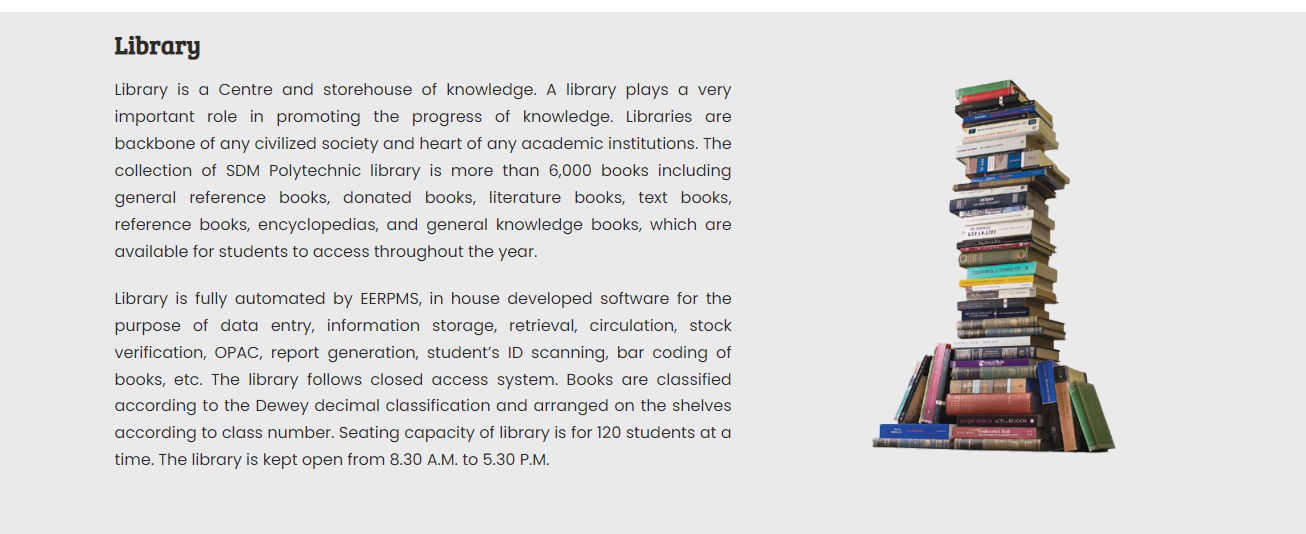 Library
Library is a Centre and storehouse of knowledge. A library plays a very
important role in promoting the progress of knowledge. Libraries are
backbone of any civilized society and heart of any academic institutions. The
collection of SDM Polytechnic library is more than 6,000 books including
general reference books, donated books, literature books, text books,
reference books, encyclopedias, and general knowledge books, which are
available for students to access throughout the year.
Library is fully automated by EERPMS, in house developed software for the
purpose of data entry, information storage, retrieval, circulation, stock
verification, OPAC, report generation, student's ID scanning, bar coding of
books, etc. The library follows closed access system. Books are classified
according to the Dewey decimal classification and arranged on the shelves
according to class number. Seating capacity of library is for 120 students at a
time. The library is kept open from 8.30 A.M. to 5.30 P.M.